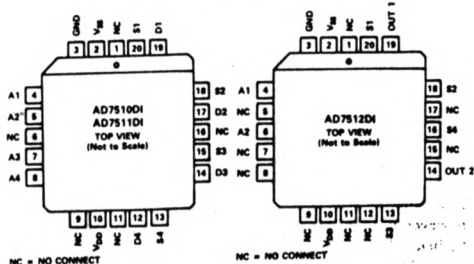 GND VSS NC S1 D1
3 2 1 20 19
A1 4
A2 5
NC 6
A3 7
A4 8
AD7510DI
AD7511DI
TOP VIEW
(Not to Scale)
18 S2
17 D2
16 NC
15 S3
14 D3
9 10 11 12 13
NC VDD NC D4 S4
NC = NO CONNECT
GND VSS NC S1 OUT 1
3 2 1 20 19
A1 4
NC 5
A2 6
NC 7
NC 8
AD7512DI
TOP VIEW
(Not to Scale)
18 S2
17 NC
16 S4
15 NC
14 OUT 2
9 10 11 12 13
NC VDD NC NC S3
NC = NO CONNECT